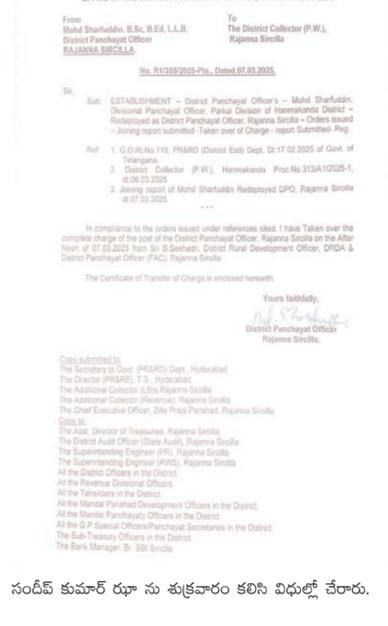 From
Mohd Sharfuddin. B.Sc, B.Ed, L.L.B.
District Panchayat Officer
RAJANNA SIRCILLA.
To
The District Collector (P.W.),
Rajanna Sircilla
No. R1/355/2025-Pts., Dated.07.03.2025.
Sir,
Sub: ESTABLISHMENT – District Panchayat Officer's – Mohd Sharfuddin,
Divisional Panchayat Officer, Parkal Division of Hanmakonda District –
Redeployed as District Panchayat Officer, Rajanna Sircilla – Orders issued
– Joining report submitted -Taken over of Charge - report Submitted- Reg.
Ref: 1. G.O.Rt.No.119, PR&RD (District Estt) Dept. Dt:17.02.2025 of Govt. of
Telangana.
2. District Collector (P.W.), Hanmakonda Proc.No.313/A1/2025-1,
dt:06.03.2025
3. Joining report of Mohd Sharfuddin Redeployed DPO, Rajanna Sircilla
dt:07.03.2025
***
In compliance to the orders issued under references cited, I have Taken over the
complete charge of the post of the District Panchayat Officer, Rajanna Sircilla on the After
Noon of 07.03.2025 from Sri B.Seshadri, District Rural Development Officer, DRDA &
District Panchayat Officer (FAC), Rajanna Sircilla.
The Certificate of Transfer of Charge is enclosed herewith.
Yours faithfully,
District Panchayat Officer
Rajanna Sircilla.
Copy submitted to:
The Secretary to Govt. (PR&RD) Dept., Hyderabad
The Director (PR&RE), T.S., Hyderabad.
The Additional Collector (LBs), Rajanna Sircilla
The Additional Collector (Revenue), Rajanna Sircilla
The Chief Executive Officer, Zilla Praja Parishad, Rajanna Sircilla.
Copy to:
The Asst. Director of Treasuries, Rajanna Sircilla
The District Audit Officer (State Audit), Rajanna Sircilla
The Superintending Engineer (PR), Rajanna Sircilla
The Superintending Engineer (RWS), Rajanna Sircilla
All the District Officers in the District.
All the Revenue Divisional Officers.
All the Tahsildars in the District.
All the Mandal Parishad Development Officers in the District.
All the Mandal Panchayaty Officers in the District.
All the G.P.Special Officers/Panchayat Secretaries in the District.
The Sub-Treasury Officers in the District.
The Bank Manager, Br. SBI Sircilla
సందీప్ కుమార్ ఝా ను శుక్రవారం కలిసి విధుల్లో చేరారు.